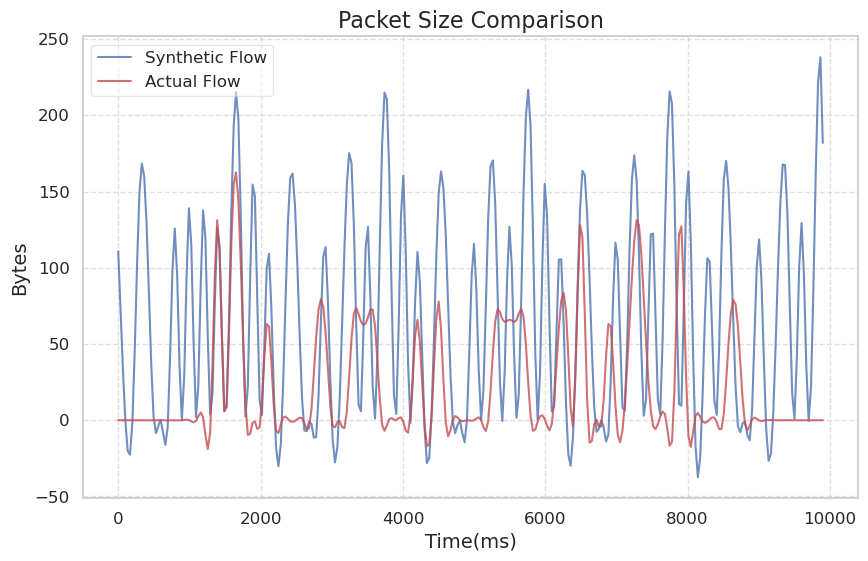 Packet Size Comparison
Synthetic Flow
Actual Flow
Bytes
250
200
150
100
50
0
−50
0 2000 4000 6000 8000 10000
Time(ms)